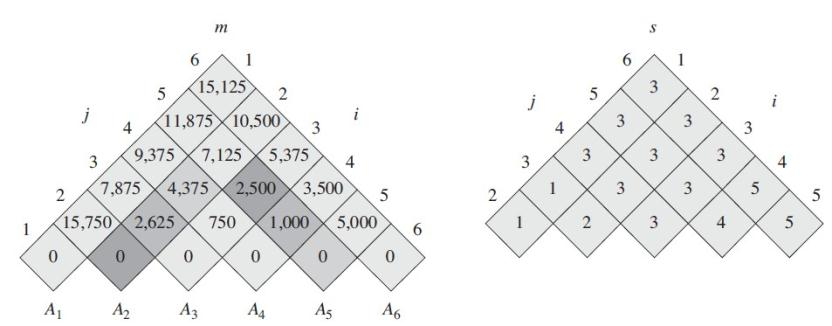 m s
6 1 6 1
5 15,125 2 5 3 2
j 4 11,875 10,500 3 i j 4 3 3 3 i
3 9,375 7,125 5,375 4 3 3 3 3 4
2 7,875 4,375 2,500 3,500 5 2 1 3 3 5 5
1 15,750 2,625 750 1,000 5,000 6 1 2 3 4 5
0 0 0 0 0 0
A1 A2 A3 A4 A5 A6